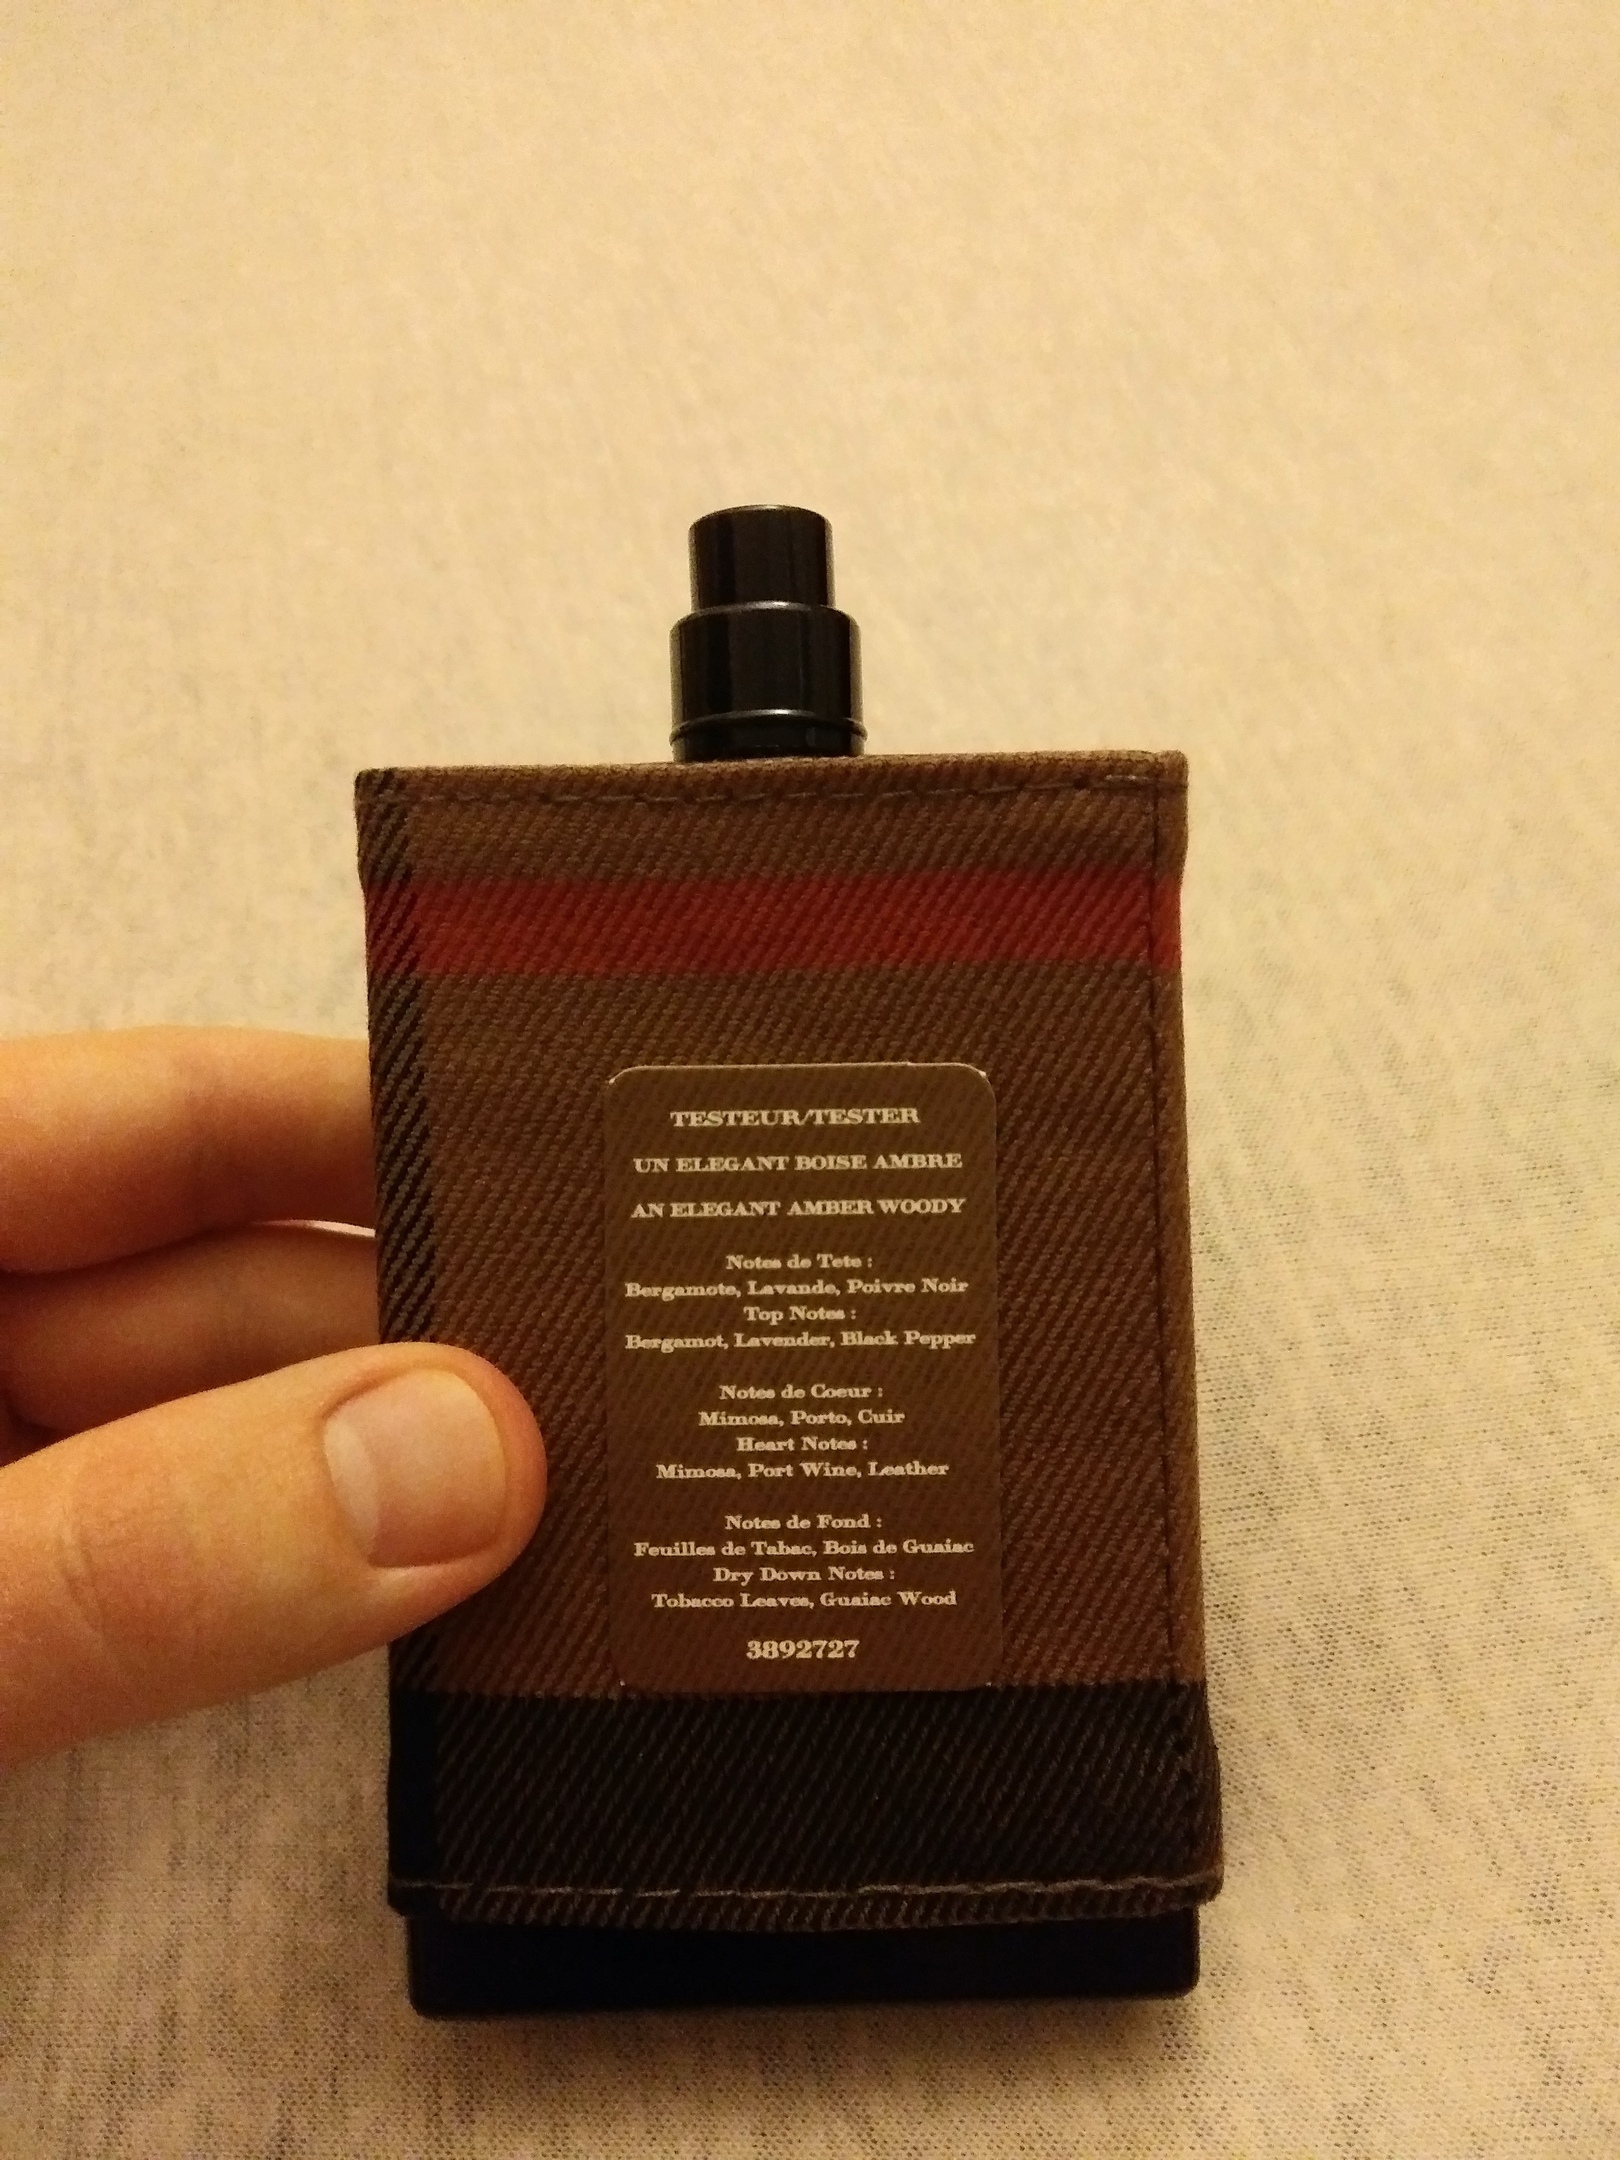 TESTEUR/TESTER
UN ELEGANT BOISE AMBRE
AN ELEGANT AMBER WOODY
Notes de Tete :
Bergamote, Lavande, Poivre Noir
Top Notes :
Bergamot, Lavender, Black Pepper
Notes de Coeur :
Mimosa, Porto, Cuir
Heart Notes :
Mimosa, Port Wine, Leather
Notes de Fond :
Feuilles de Tabac, Bois de Guaiac
Dry Down Notes :
Tobacco Leaves, Guaiac Wood
3892727